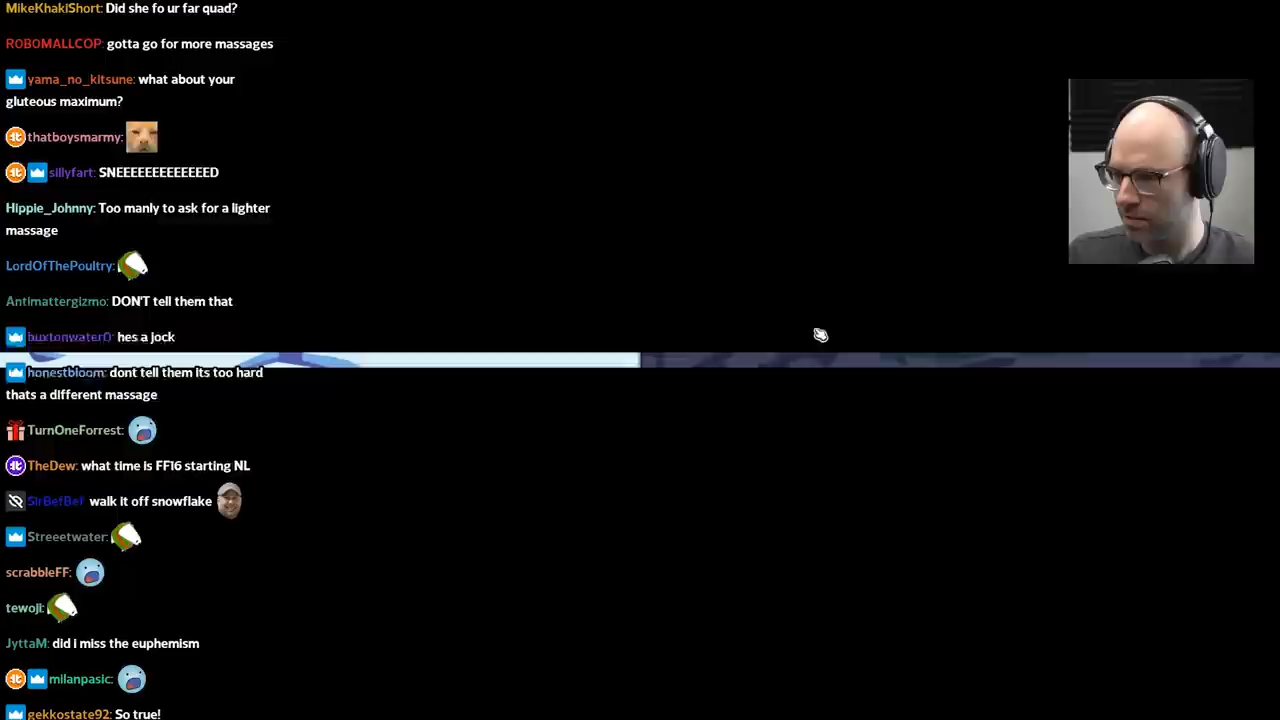 MikeKhakiShort: Did she fo ur far quad?
ROBOMALLCOP: gotta go for more massages
yama_no_kitsune: what about your
gluteous maximum?
thatboysmarmy:
sillyfart: SNEEEEEEEEEEEEED
Hippie_Johnny: Too manly to ask for a lighter
massage
LordOfThePoultry:
Antimattergizmo: DON'T tell them that
buxtonwater0: hes a jock
honestbloom: dont tell them its too hard
thats a different massage
TurnOneForrest:
TheDew: what time is FF16 starting NL
SirBefBef walk it off snowflake
Streeetwater:
scrabbleFF:
tewoji:
JyttaM: did i miss the euphemism
milanpasic:
gekkostate92: So true!